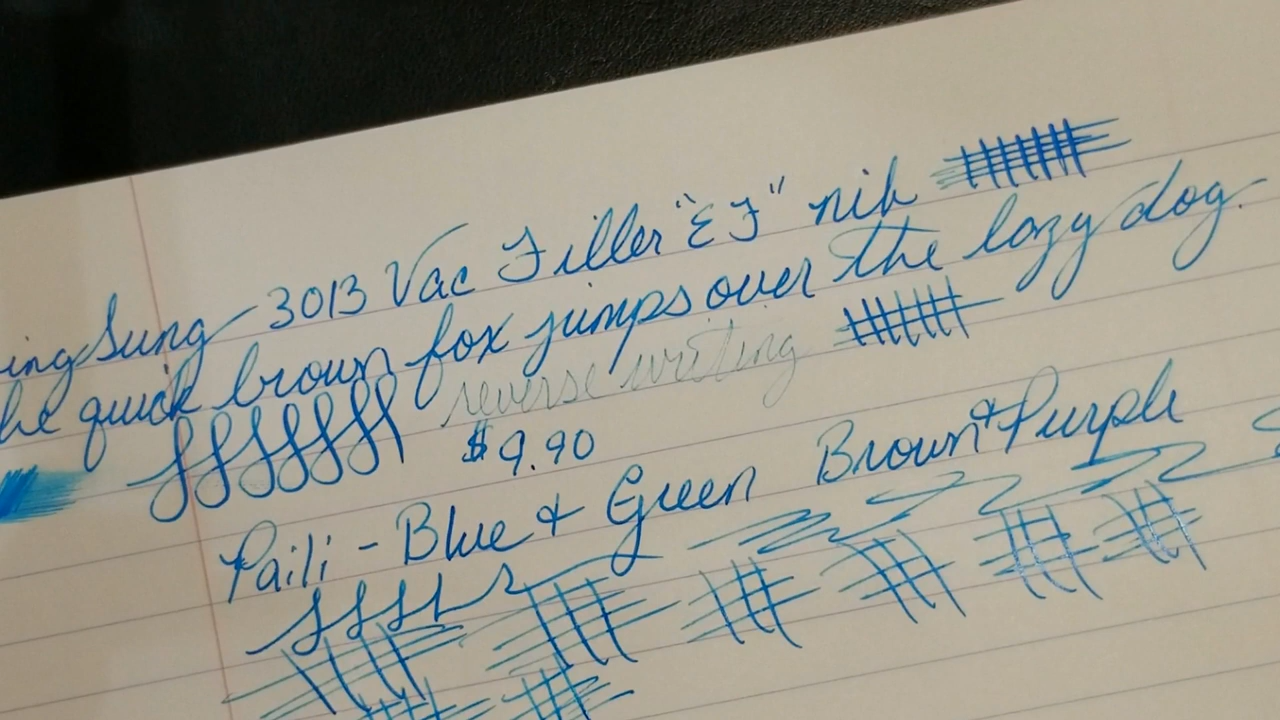 ingSung 3013 Vac Filler "EF" nib
he quick brown fox jumps over the lazy dog.
reverse writing
$9.90
Paili - Blue & Green Brown & Purple